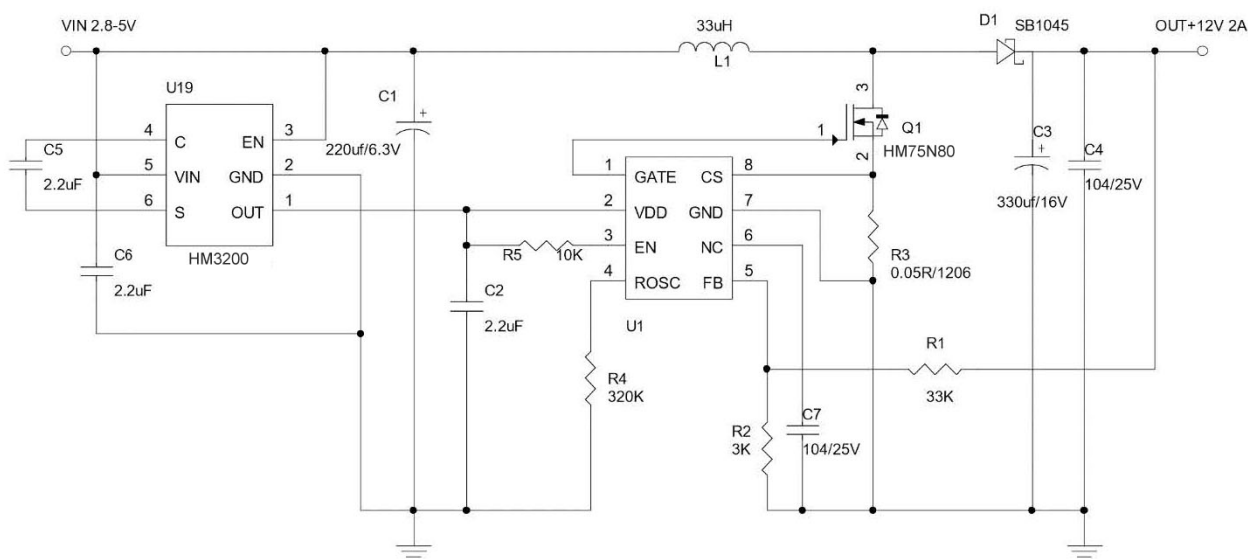 VIN 2.8-5V
33uH
L1
D1
SB1045
OUT+12V 2A
U19
C1
+
220uf/6.3V
4
C
EN
3
5
VIN
GND
2
6
S
OUT
1
HM3200
C5
2.2uF
C6
2.2uF
3
1
Q1
2
HM75N80
C3
+
330uf/16V
C4
104/25V
1
GATE
CS
8
2
VDD
GND
7
3
EN
NC
6
4
ROSC
FB
5
U1
R5
10K
C2
2.2uF
R3
0.05R/1206
R4
320K
R1
33K
R2
3K
C7
104/25V